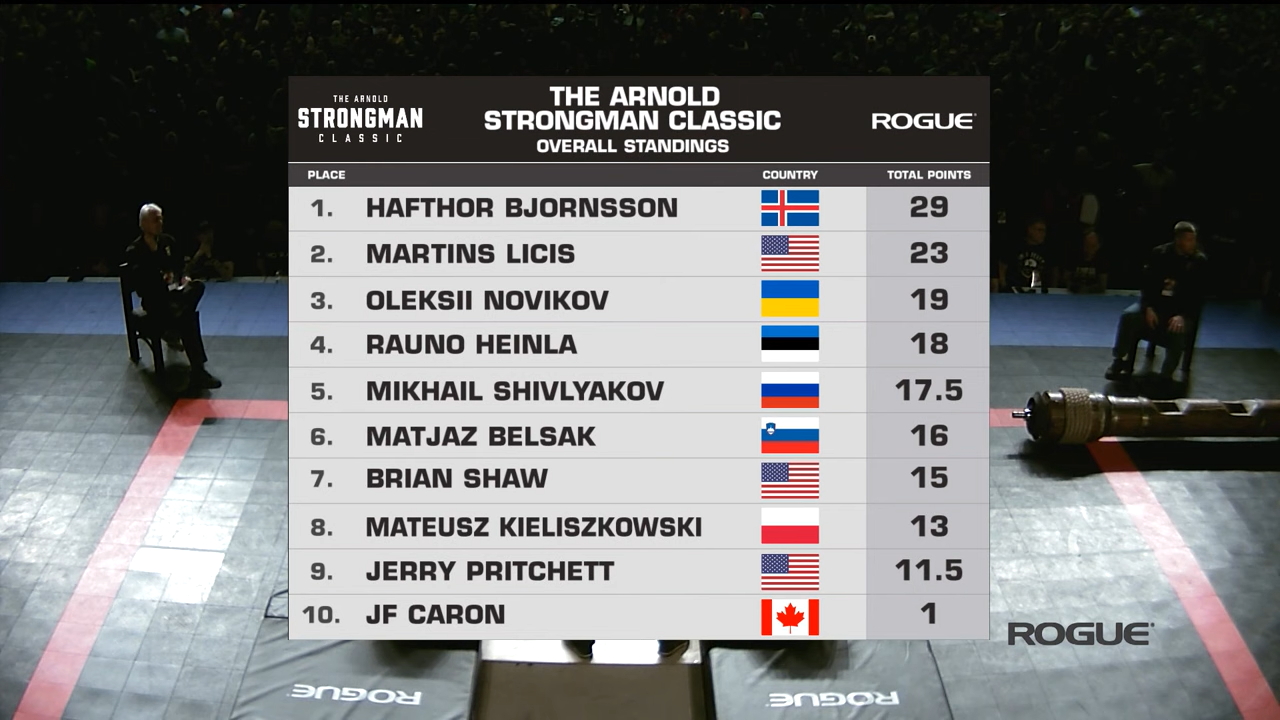 THE ARNOLD
STRONGMAN
CLASSIC
THE ARNOLD
STRONGMAN CLASSIC
OVERALL STANDINGS
ROGUE
PLACE COUNTRY TOTAL POINTS
1. HAFTHOR BJORNSSON 29
2. MARTINS LICIS 23
3. OLEKSII NOVIKOV 19
4. RAUNO HEINLA 18
5. MIKHAIL SHIVLYAKOV 17.5
6. MATJAZ BELSAK 16
7. BRIAN SHAW 15
8. MATEUSZ KIELISZKOWSKI 13
9. JERRY PRITCHETT 11.5
10. JF CARON 1
ROGUE
ROGUE
ROGUE